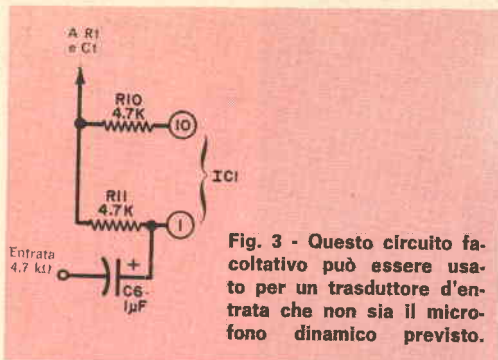 A R1
e C1
R10
4.7K
10
IC1
R11
4.7K
1
Entrata
4.7 kΩ
+
C6
1µF
Fig. 3 - Questo circuito fa-
coltativo può essere usa-
to per un trasduttore d'en-
trata che non sia il micro-
fono dinamico previsto.